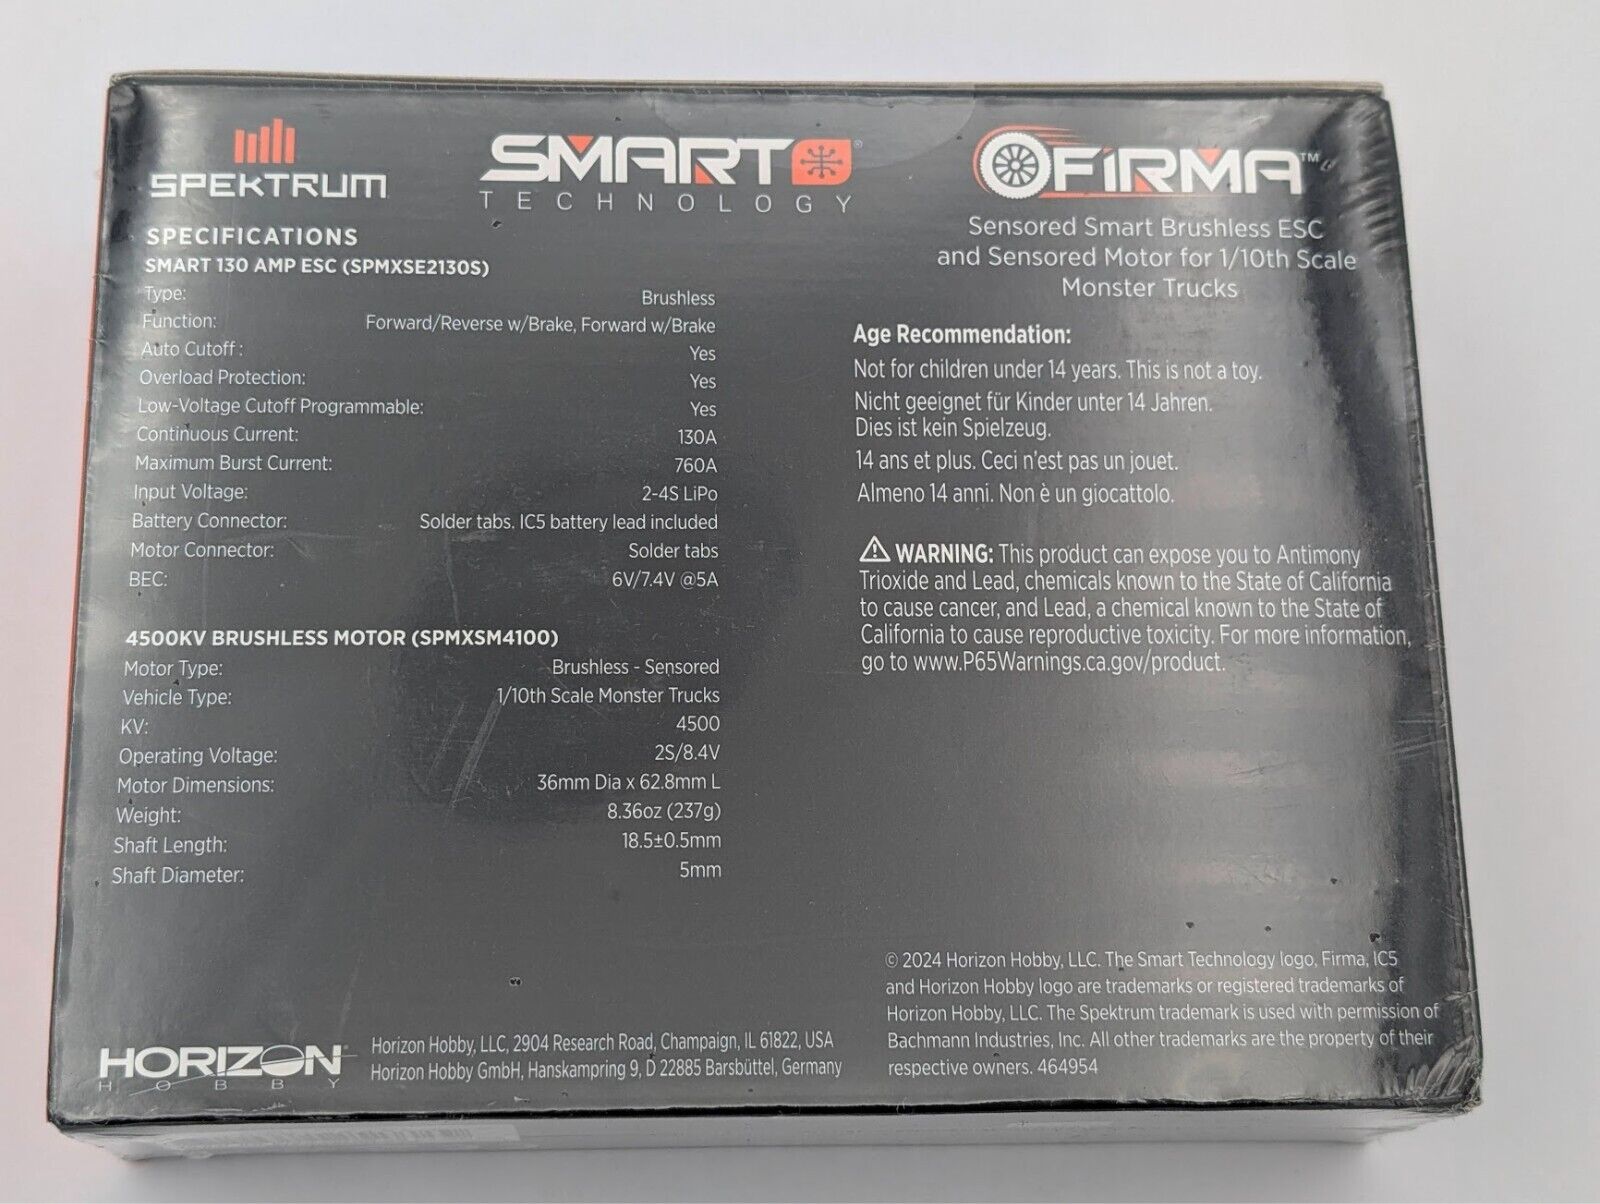 SPEKTRUM
SMART
TECHNOLOGY
FIRMA™
Sensored Smart Brushless ESC
and Sensored Motor for 1/10th Scale
Monster Trucks
SPECIFICATIONS
SMART 130 AMP ESC (SPMXSE2130S)
Type: Brushless
Function: Forward/Reverse w/Brake, Forward w/Brake
Auto Cutoff : Yes
Overload Protection: Yes
Low-Voltage Cutoff Programmable: Yes
Continuous Current: 130A
Maximum Burst Current: 760A
Input Voltage: 2-4S LiPo
Battery Connector: Solder tabs. IC5 battery lead included
Motor Connector: Solder tabs
BEC: 6V/7.4V @5A
4500KV BRUSHLESS MOTOR (SPMXSM4100)
Motor Type: Brushless - Sensored
Vehicle Type: 1/10th Scale Monster Trucks
KV: 4500
Operating Voltage: 2S/8.4V
Motor Dimensions: 36mm Dia x 62.8mm L
Weight: 8.36oz (237g)
Shaft Length: 18.5±0.5mm
Shaft Diameter: 5mm
Age Recommendation:
Not for children under 14 years. This is not a toy.
Nicht geeignet für Kinder unter 14 Jahren.
Dies ist kein Spielzeug.
14 ans et plus. Ceci n'est pas un jouet.
Almeno 14 anni. Non è un giocattolo.
⚠ WARNING: This product can expose you to Antimony
Trioxide and Lead, chemicals known to the State of California
to cause cancer, and Lead, a chemical known to the State of
California to cause reproductive toxicity. For more information,
go to www.P65Warnings.ca.gov/product.
© 2024 Horizon Hobby, LLC. The Smart Technology logo, Firma, IC5
and Horizon Hobby logo are trademarks or registered trademarks of
Horizon Hobby, LLC. The Spektrum trademark is used with permission of
Bachmann Industries, Inc. All other trademarks are the property of their
respective owners. 464954
HORIZON
HOBBY
Horizon Hobby, LLC, 2904 Research Road, Champaign, IL 61822, USA
Horizon Hobby GmbH, Hanskampring 9, D 22885 Barsbüttel, Germany